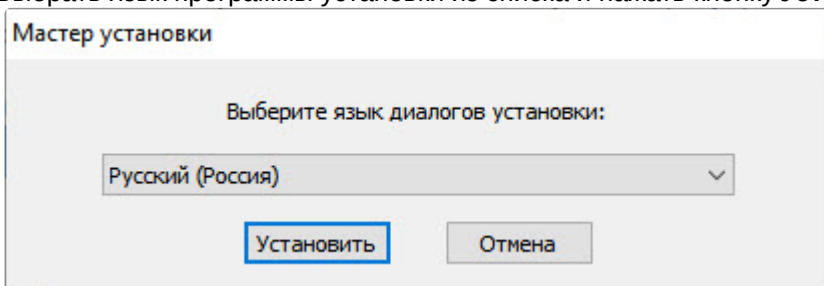 Мастер установки
Выберите язык диалогов установки:
Русский (Россия)
Установить
Отмена